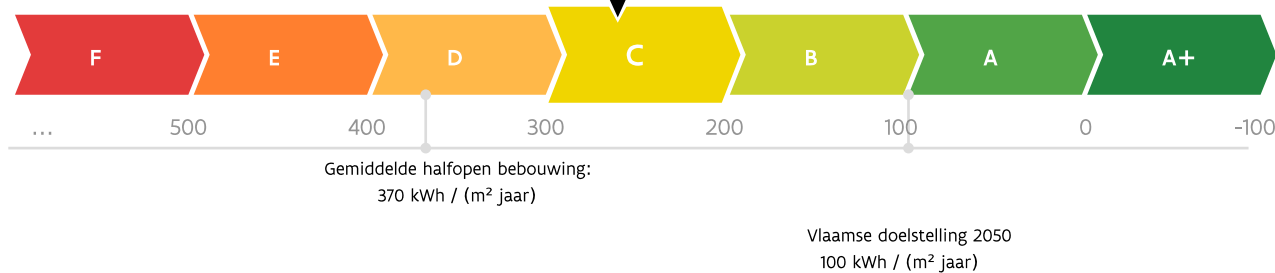 F E D C B A A+
... 500 400 300 200 100 0 -100
Gemiddelde halfopen bebouwing:
370 kWh / (m² jaar)
Vlaamse doelstelling 2050
100 kWh / (m² jaar)